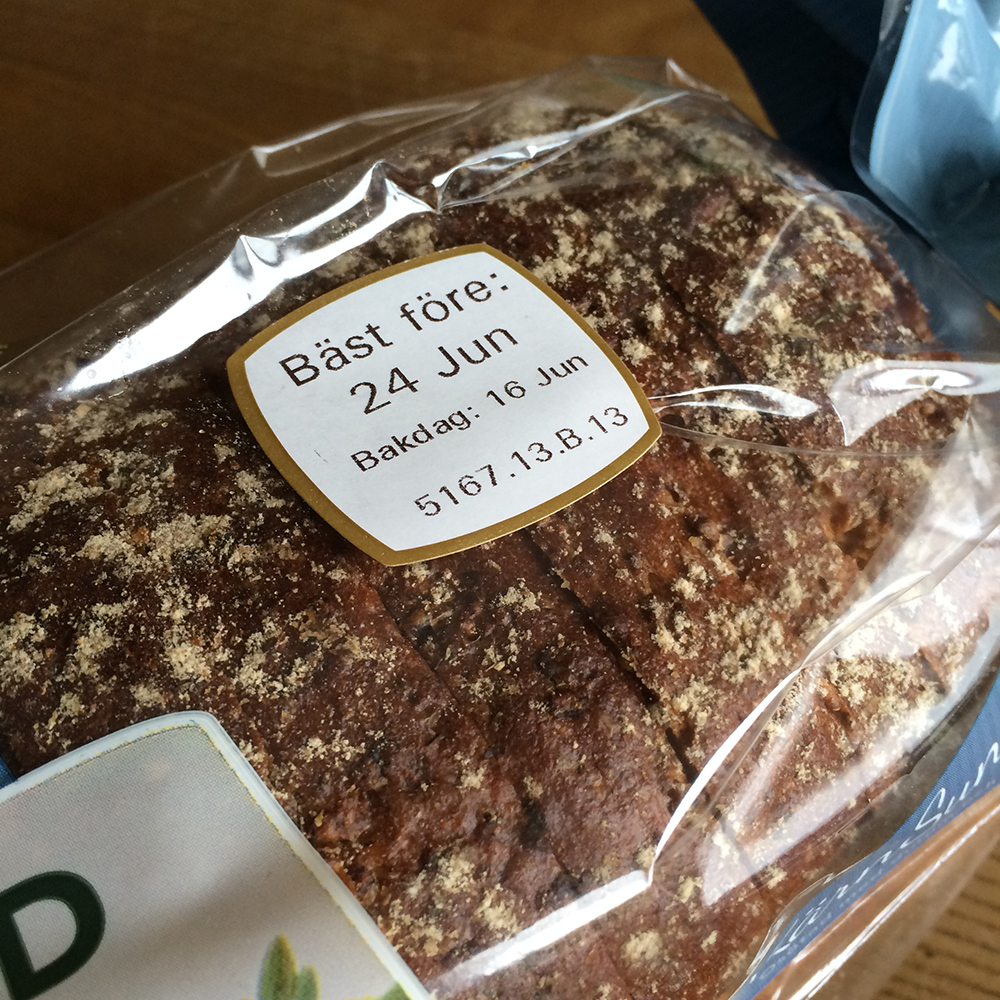 Bäst före:
24 Jun
Bakdag: 16 Jun
5167.13.B.13
D